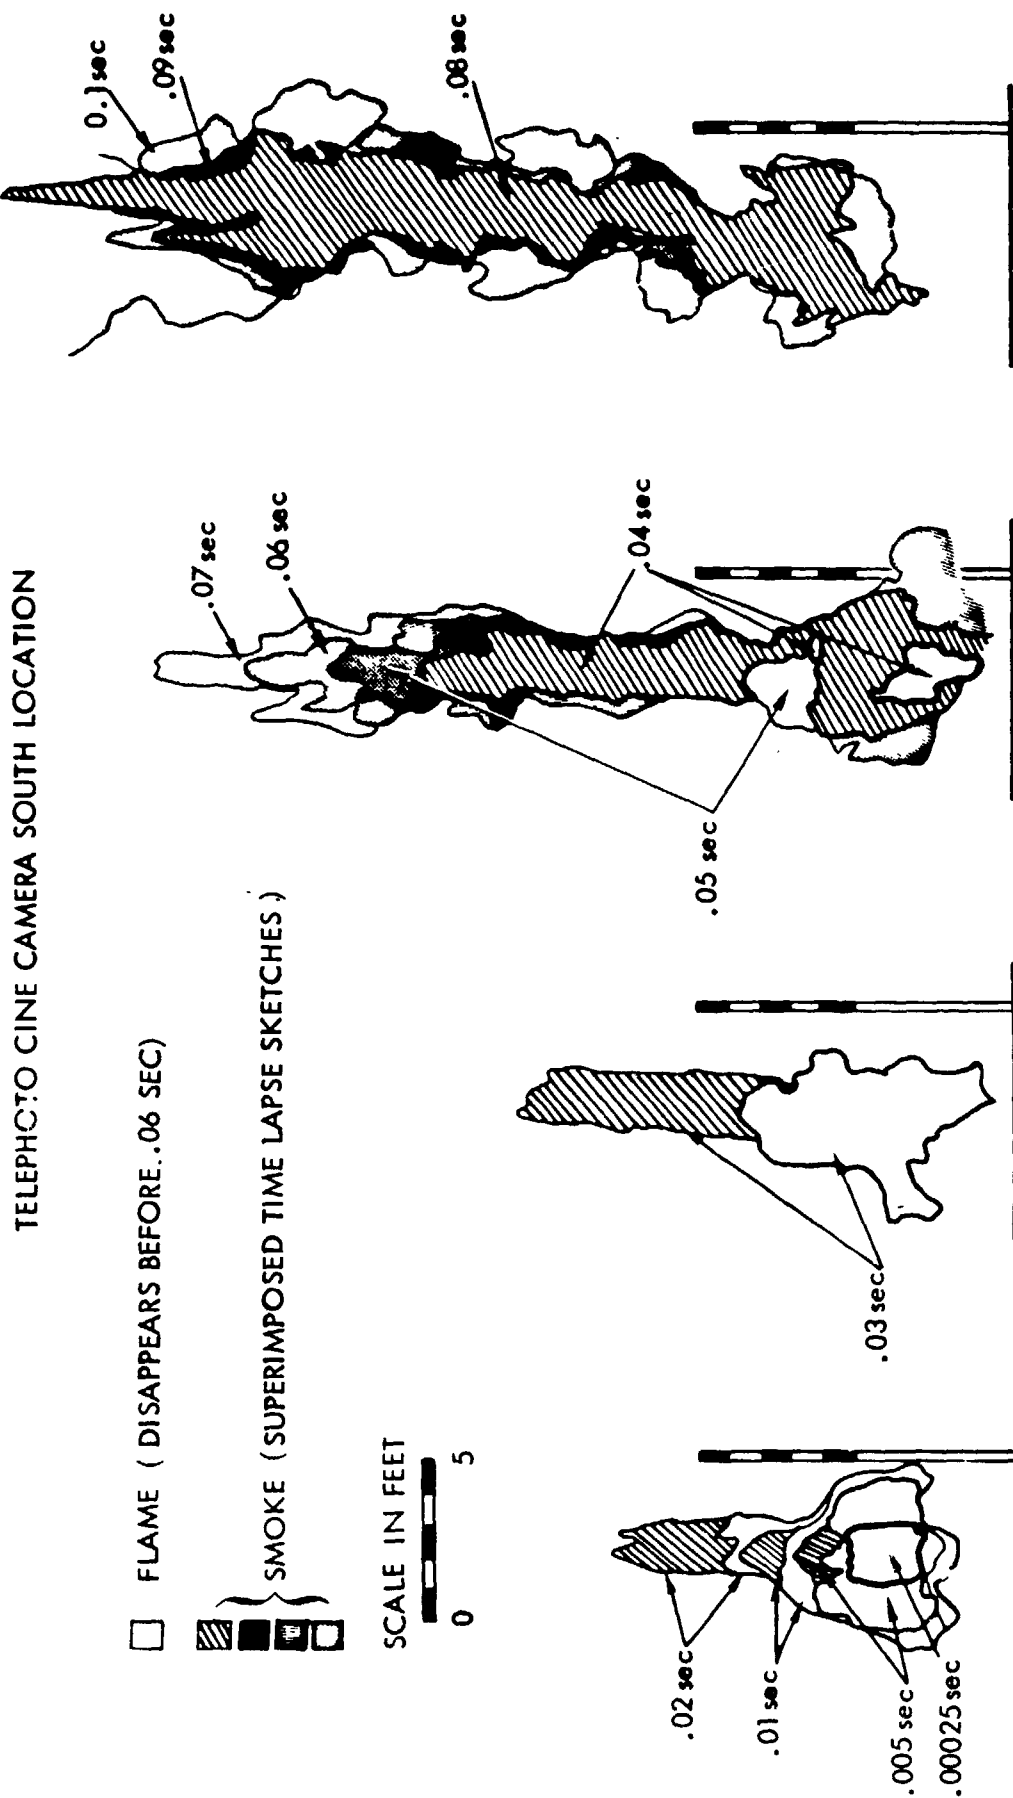 TELEPHOTO CINE CAMERA SOUTH LOCATION
FLAME ( DISAPPEARS BEFORE .06 SEC)
SMOKE (SUPERIMPOSED TIME LAPSE SKETCHES )
SCALE IN FEET
0 5
.02 sec
.01 sec
.005 sec
.00025 sec
.03 sec
.05 sec
.04 sec
.06 sec
.07 sec
.08 sec
.09 sec
0.1 sec